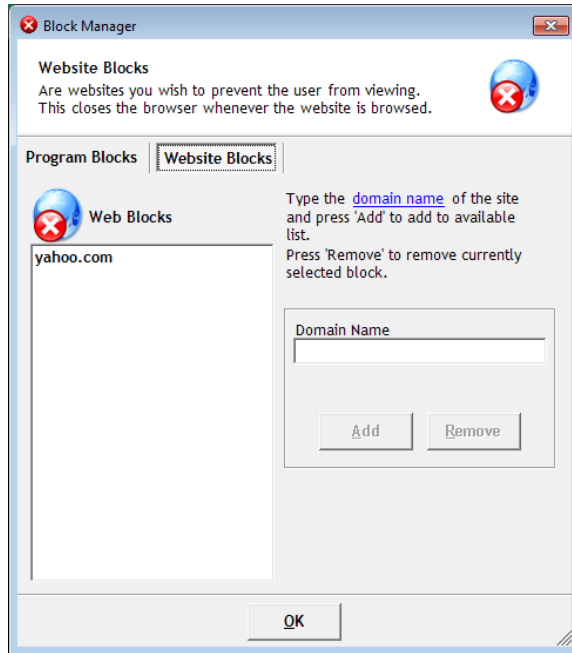 Block Manager
Website Blocks
Are websites you wish to prevent the user from viewing.
This closes the browser whenever the website is browsed.
Program Blocks
Website Blocks
Web Blocks
yahoo.com
Type the domain name of the site
and press 'Add' to add to available
list.
Press 'Remove' to remove currently
selected block.
Domain Name
Add
Remove
OK